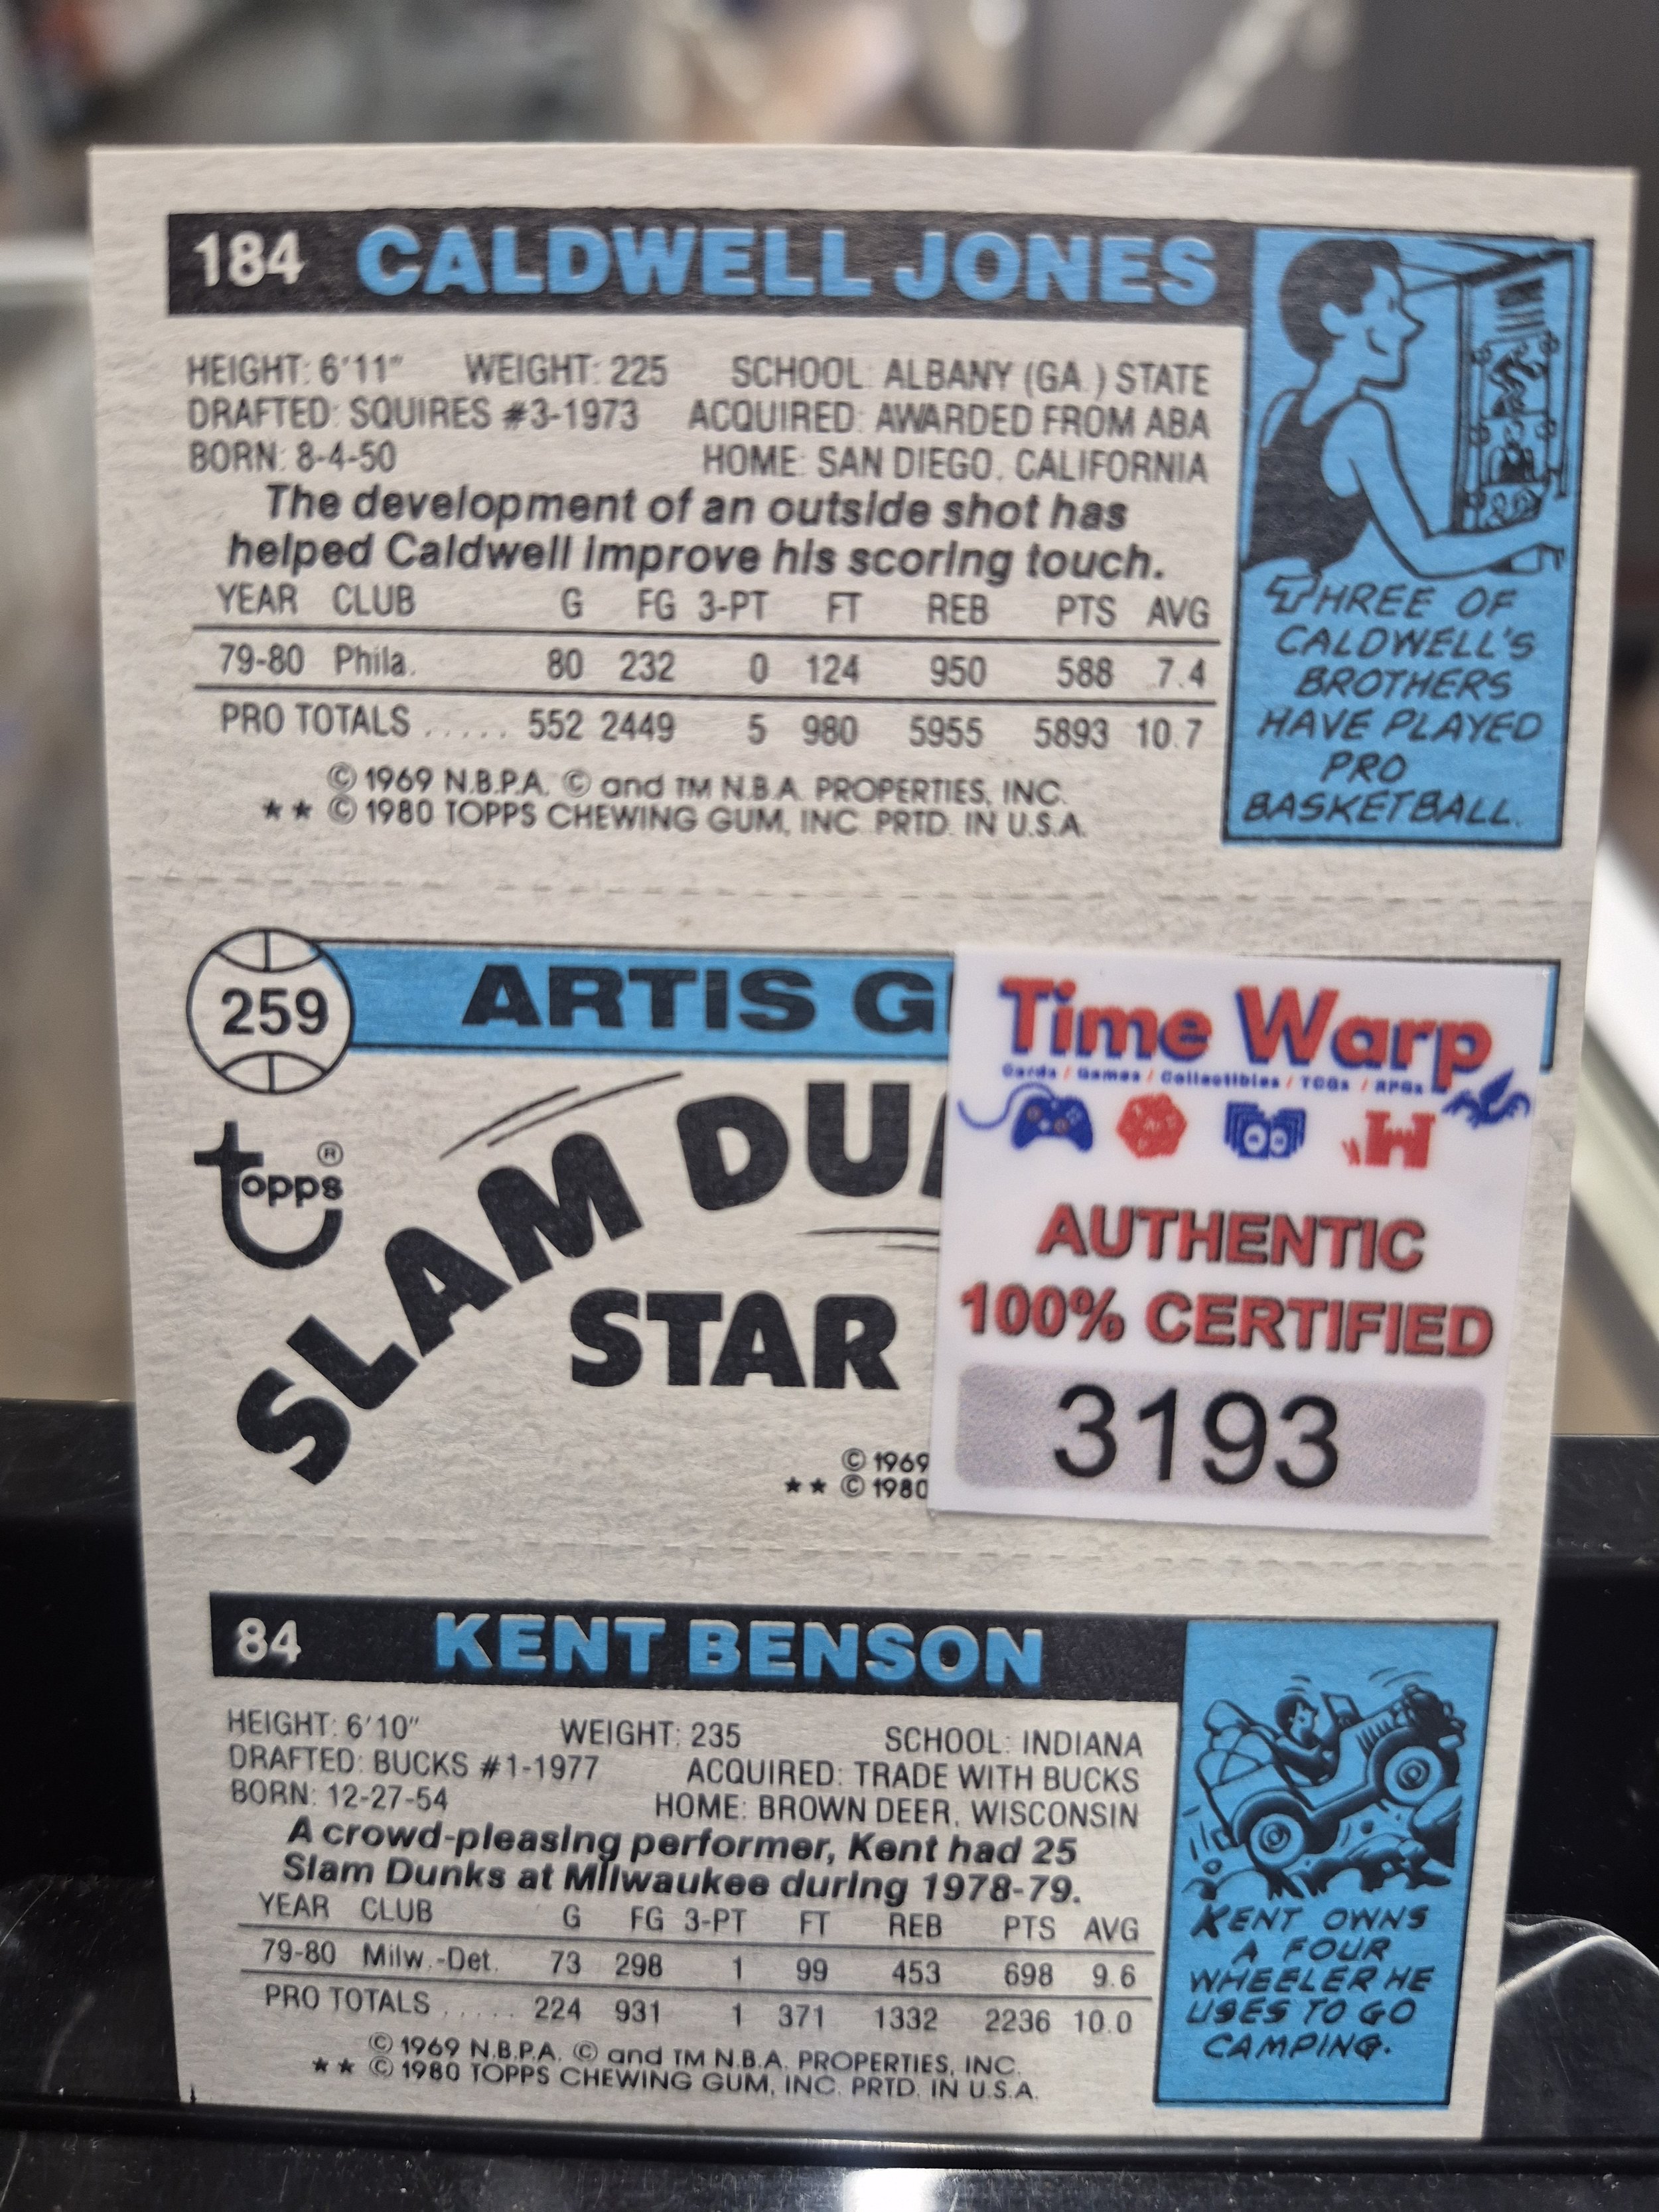 184 CALDWELL JONES
HEIGHT: 6'11" WEIGHT: 225 SCHOOL: ALBANY (GA.) STATE
DRAFTED: SQUIRES #3-1973 ACQUIRED: AWARDED FROM ABA
BORN: 8-4-50 HOME: SAN DIEGO, CALIFORNIA
The development of an outside shot has
helped Caldwell improve his scoring touch.
YEAR CLUB G FG 3-PT FT REB PTS AVG
79-80 Phila. 80 232 0 124 950 588 7.4
PRO TOTALS ..... 552 2449 5 980 5955 5893 10.7
© 1969 N.B.P.A. © and TM N.B.A. PROPERTIES, INC.
** © 1980 TOPPS CHEWING GUM, INC. PRTD. IN U.S.A.
THREE OF
CALDWELL'S
BROTHERS
HAVE PLAYED
PRO
BASKETBALL.
259 ARTIS G
topps ®
SLAM DU
STAR
© 1969
** © 1980
Time Warp
Cards / Games / Collectibles / TCGs / RPGs
AUTHENTIC
100% CERTIFIED
3193
84 KENT BENSON
HEIGHT: 6'10" WEIGHT: 235 SCHOOL: INDIANA
DRAFTED: BUCKS #1-1977 ACQUIRED: TRADE WITH BUCKS
BORN: 12-27-54 HOME: BROWN DEER, WISCONSIN
A crowd-pleasing performer, Kent had 25
Slam Dunks at Milwaukee during 1978-79.
YEAR CLUB G FG 3-PT FT REB PTS AVG
79-80 Milw.-Det. 73 298 1 99 453 698 9.6
PRO TOTALS ..... 224 931 1 371 1332 2236 10.0
© 1969 N.B.P.A. © and TM N.B.A. PROPERTIES, INC.
** © 1980 TOPPS CHEWING GUM, INC. PRTD. IN U.S.A.
KENT OWNS
A FOUR
WHEELER HE
USES TO GO
CAMPING.